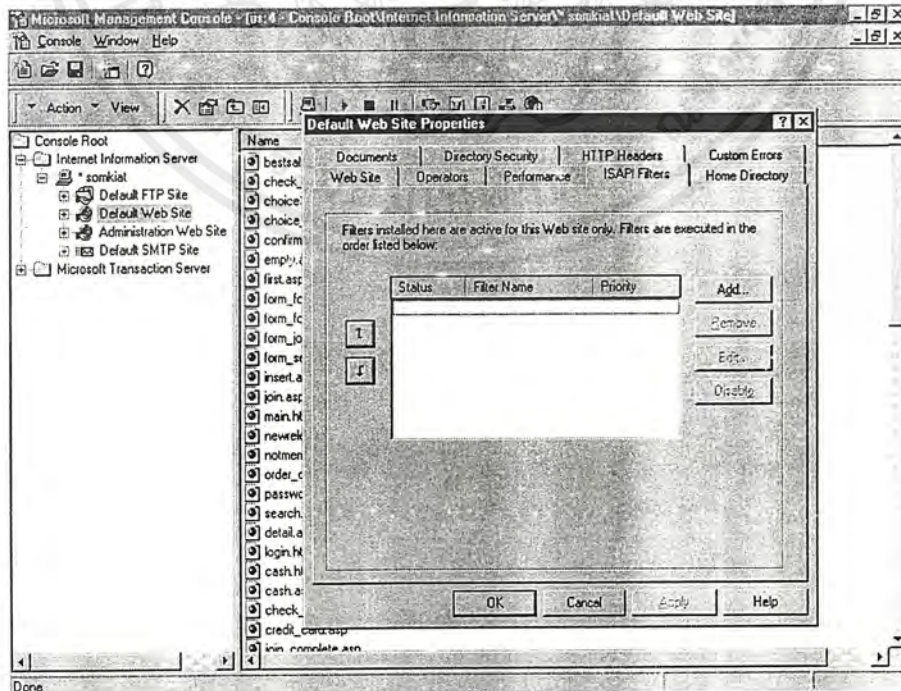 Microsoft Management Console - [iis:4 - Console Root\Internet Information Server\* somkiat\Default Web Site]
Console Window Help
Action View
Console Root
Internet Information Server
* somkiat
Default FTP Site
Default Web Site
Administration Web Site
Default SMTP Site
Microsoft Transaction Server
Name
bestsal
check_
choice
choice_
confirm
empty.a
first.asp
form_fo
form_fo
form_jo
form_se
insert.a
join.asp
main.ht
newrele
notmen
order_c
passwo
search.
detail.a
login.ht
cash.ht
cash.a
check_
credit_card.asp
join_complete.asp
Default Web Site Properties
Documents Directory Security HTTP Headers Custom Errors
Web Site Operators Performance ISAPI Filters Home Directory
Filters installed here are active for this Web site only. Filters are executed in the
order listed below:
Status Filter Name Priority
Add...
Remove
Edit...
Disable
OK Cancel Apply Help
Done